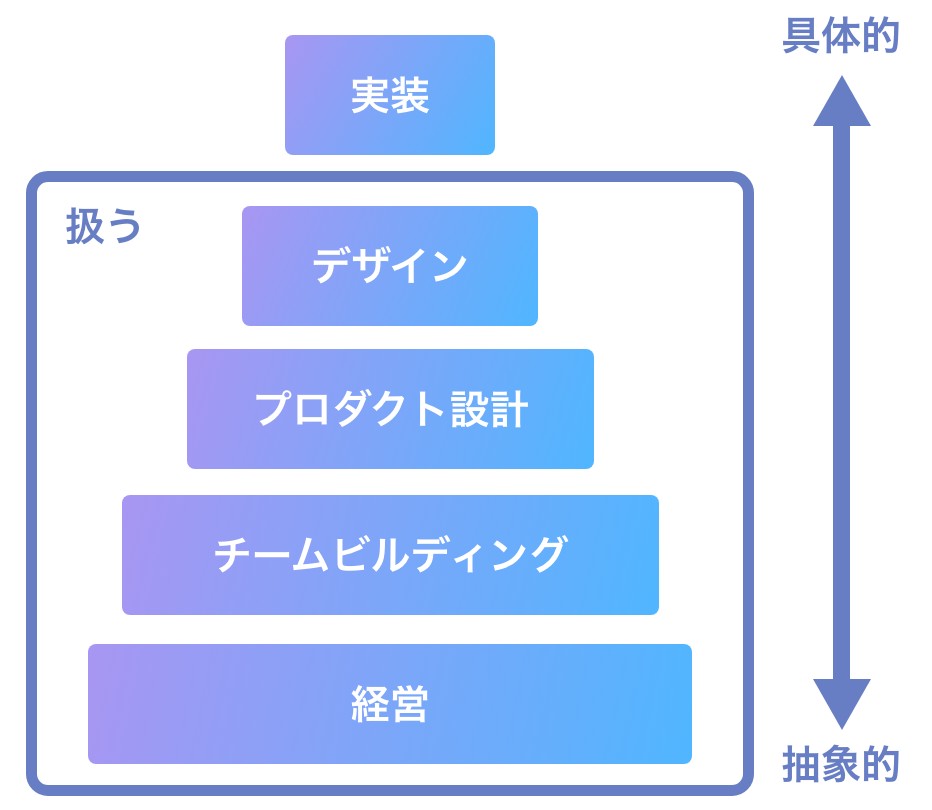 具体的
実装
扱う
デザイン
プロダクト設計
チームビルディング
経営
抽象的